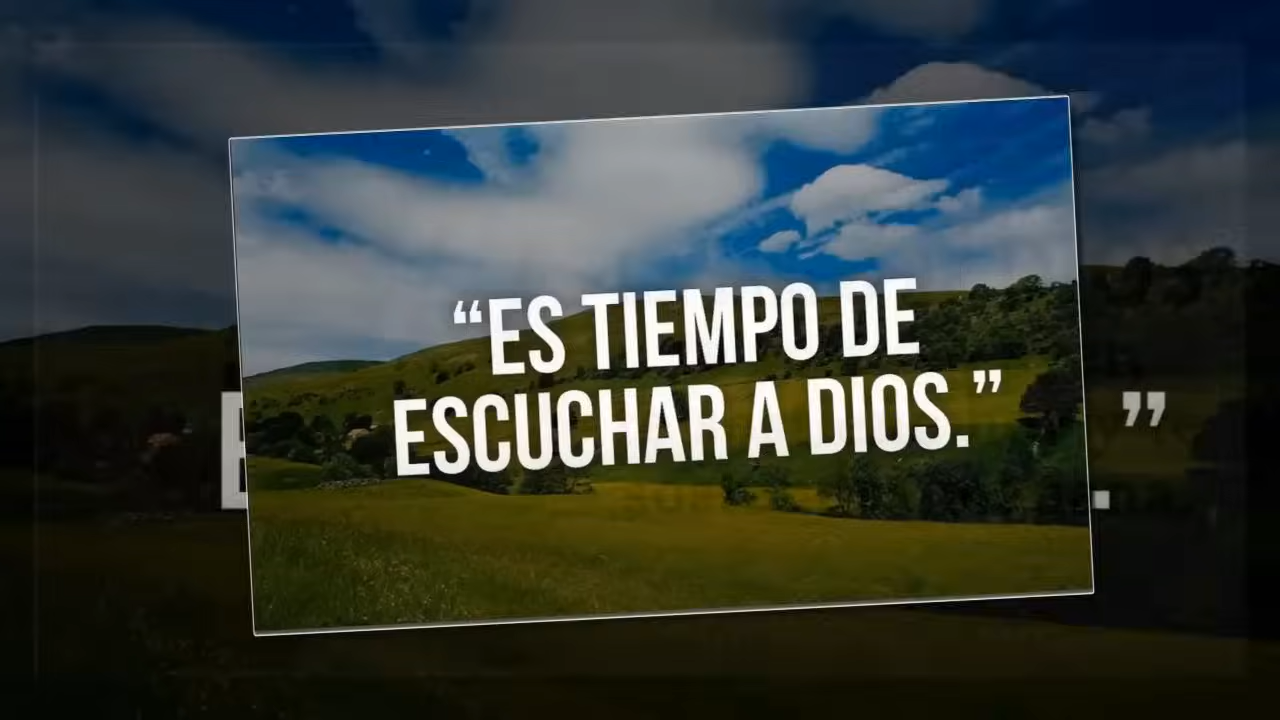 “ES TIEMPO DE
ESCUCHAR A DIOS.”